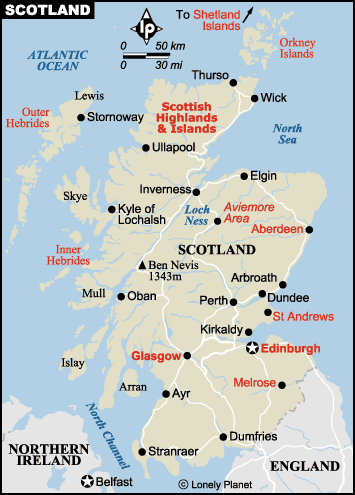 SCOTLAND
To Shetland
Islands
lp
0
50 km
0
30 mi
ATLANTIC
OCEAN
Orkney
Islands
Thurso
Lewis
Scottish
Highlands
& Islands
Wick
Outer
Hebrides
Stornoway
North
Sea
Ullapool
Elgin
Inverness
Skye
Kyle of
Lochalsh
Loch
Ness
Aviemore
Area
Aberdeen
Inner
Hebrides
SCOTLAND
Ben Nevis
1343m
Arbroath
Mull
Oban
Perth
Dundee
St Andrews
Kirkaldy
Edinburgh
Glasgow
Islay
Melrose
Arran
Ayr
North Channel
Dumfries
NORTHERN
IRELAND
Stranraer
ENGLAND
Belfast
© Lonely Planet